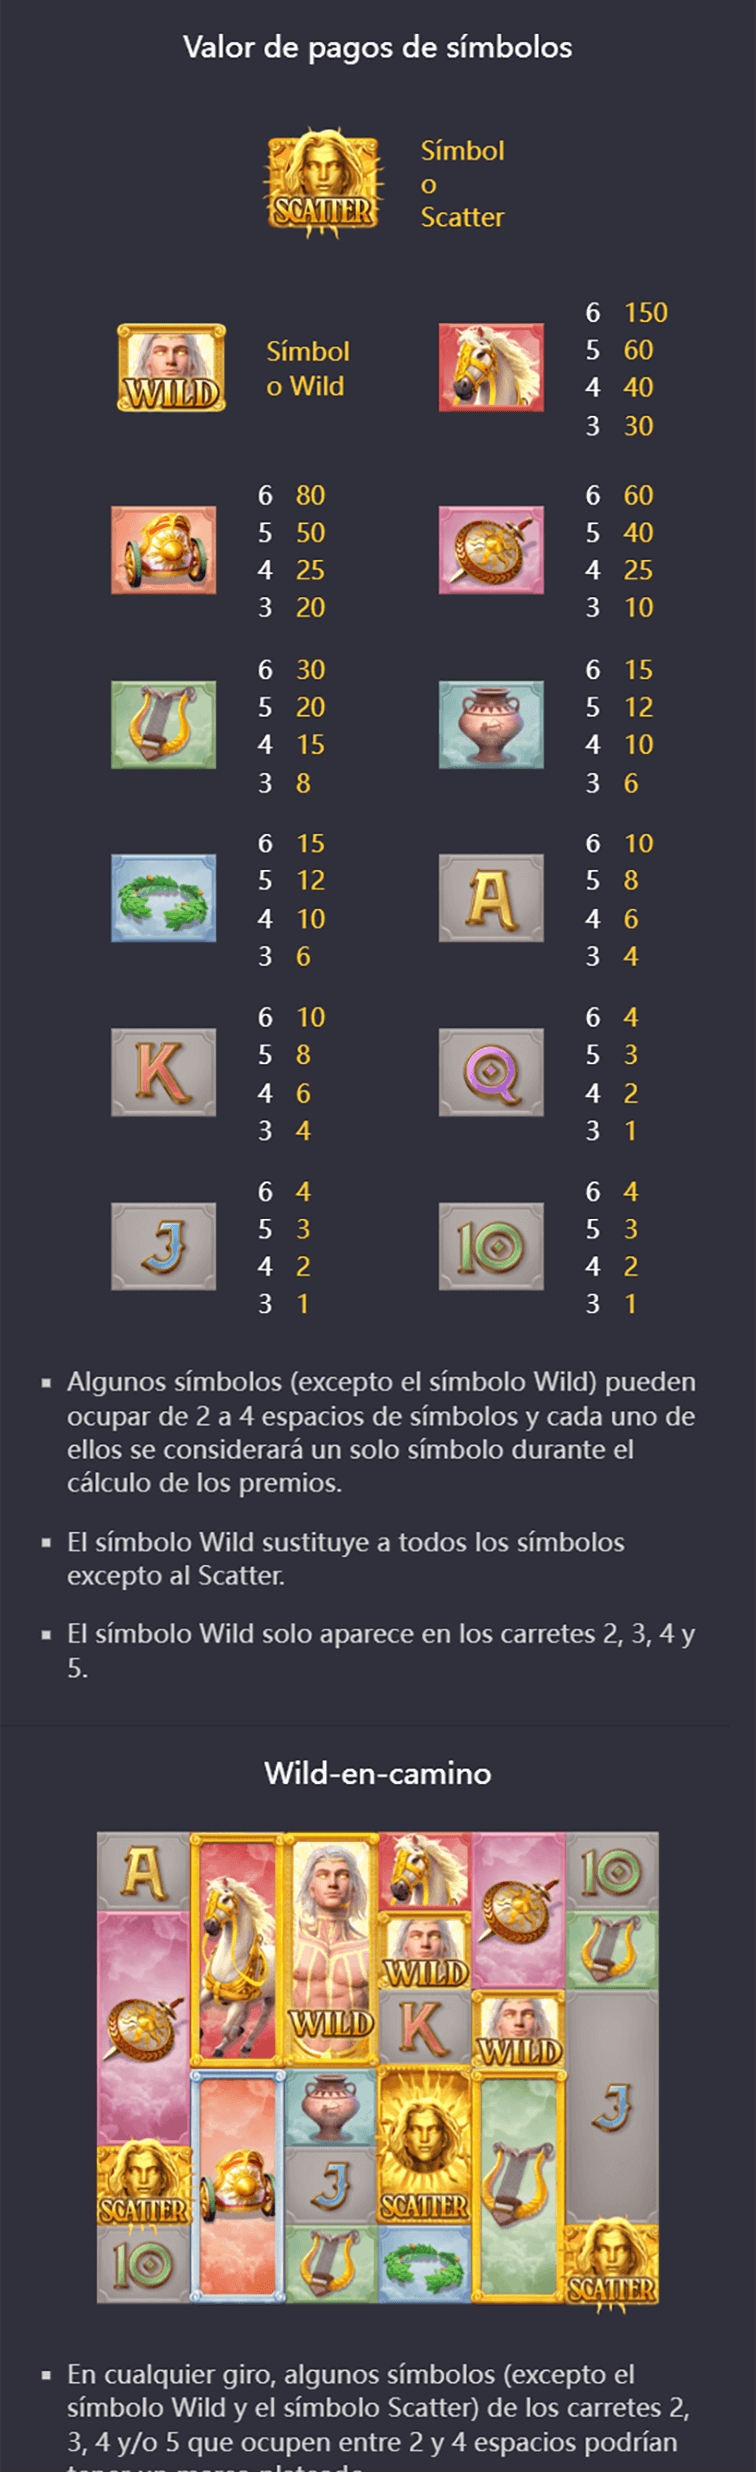 Valor de pagos de símbolos
SCATTER
Símbol
o
Scatter
WILD
Símbol
o Wild
6 150
5 60
4 40
3 30
6 80
5 50
4 25
3 20
6 60
5 40
4 25
3 10
6 30
5 20
4 15
3 8
6 15
5 12
4 10
3 6
6 15
5 12
4 10
3 6
A
6 10
5 8
6 4
4 6
3 4
K
6 10
5 8
4 6
3 4
Q
6 4
5 3
4 2
3 1
J
6 4
5 3
4 2
3 1
10
6 4
5 3
4 2
3 1
▪ Algunos símbolos (excepto el símbolo Wild) pueden
ocupar de 2 a 4 espacios de símbolos y cada uno de
ellos se considerará un solo símbolo durante el
cálculo de los premios.
▪ El símbolo Wild sustituye a todos los símbolos
excepto al Scatter.
▪ El símbolo Wild solo aparece en los carretes 2, 3, 4 y
5.
Wild-en-camino
A
10
WILD
WILD
K
WILD
J
SCATTER
J
SCATTER
10
SCATTER
▪ En cualquier giro, algunos símbolos (excepto el
símbolo Wild y el símbolo Scatter) de los carretes 2,
3, 4 y/o 5 que ocupen entre 2 y 4 espacios podrían